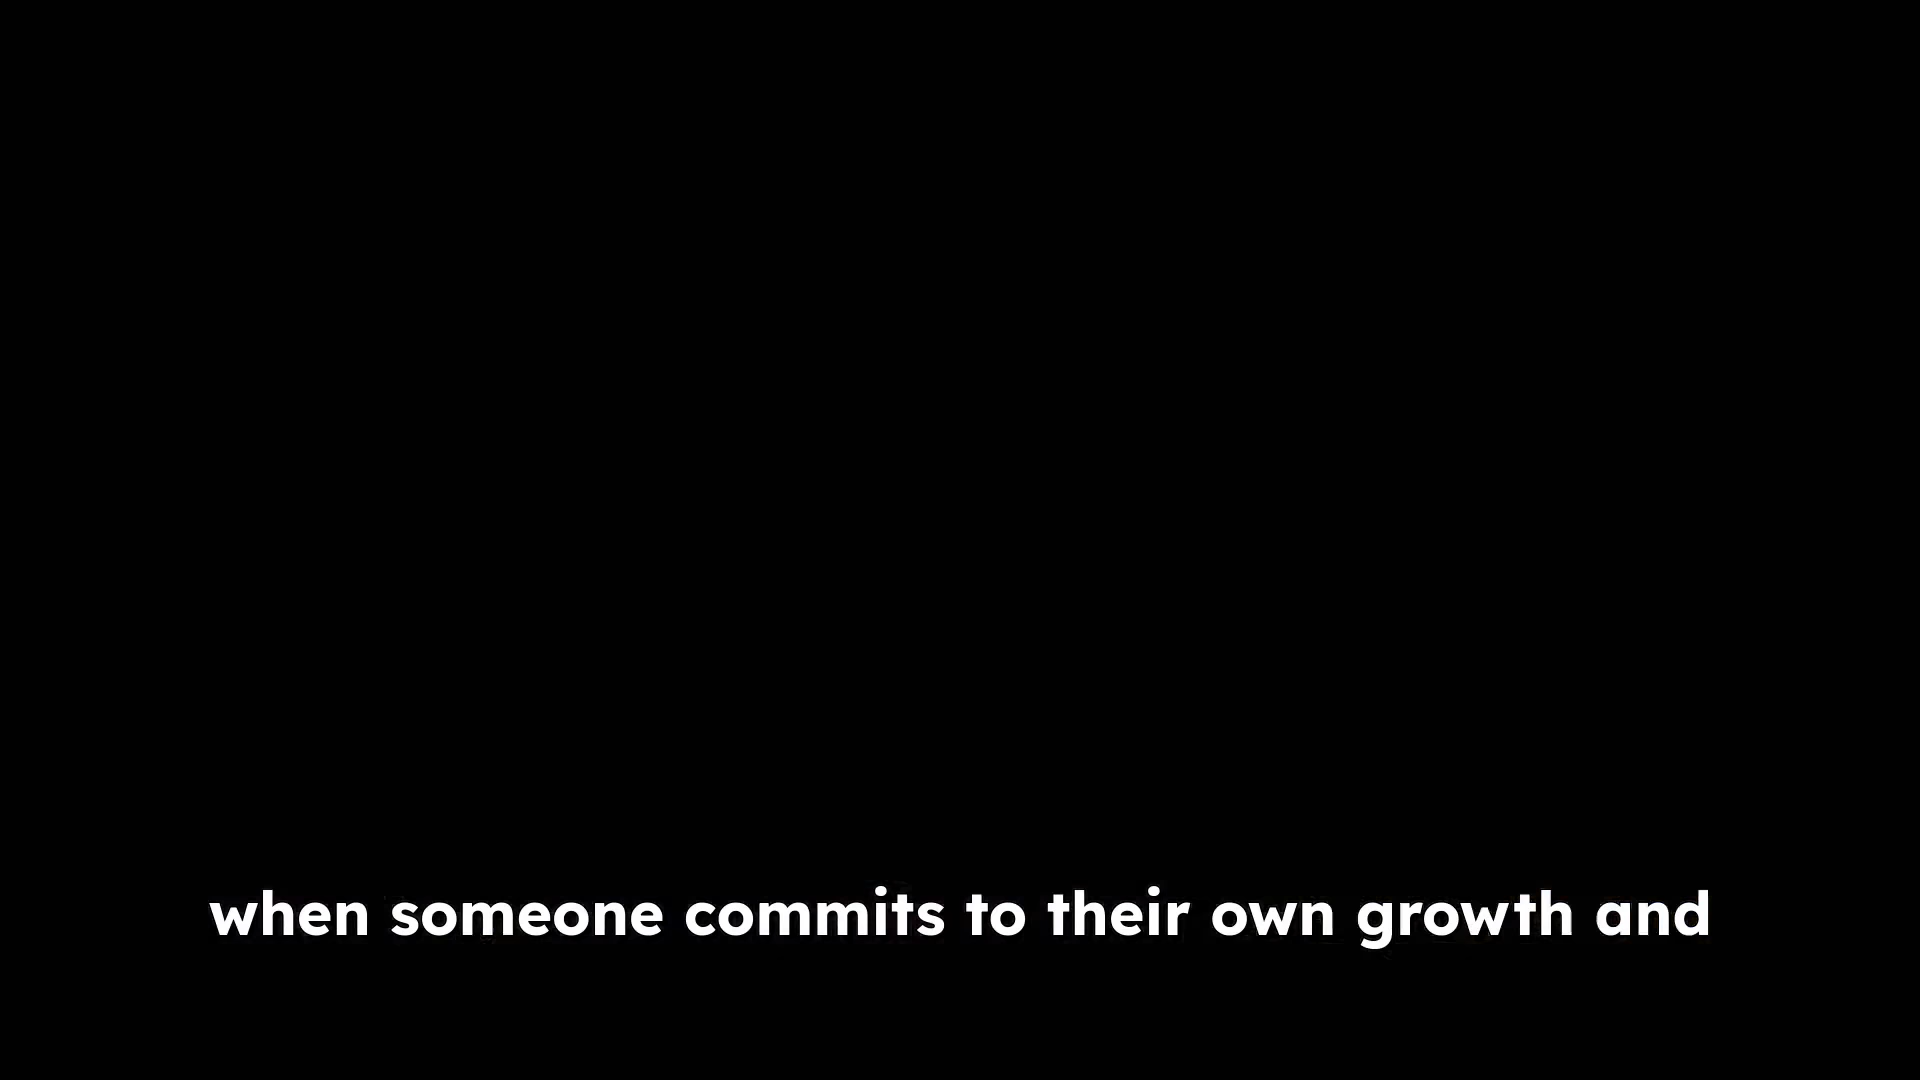 when someone commits to their own growth and